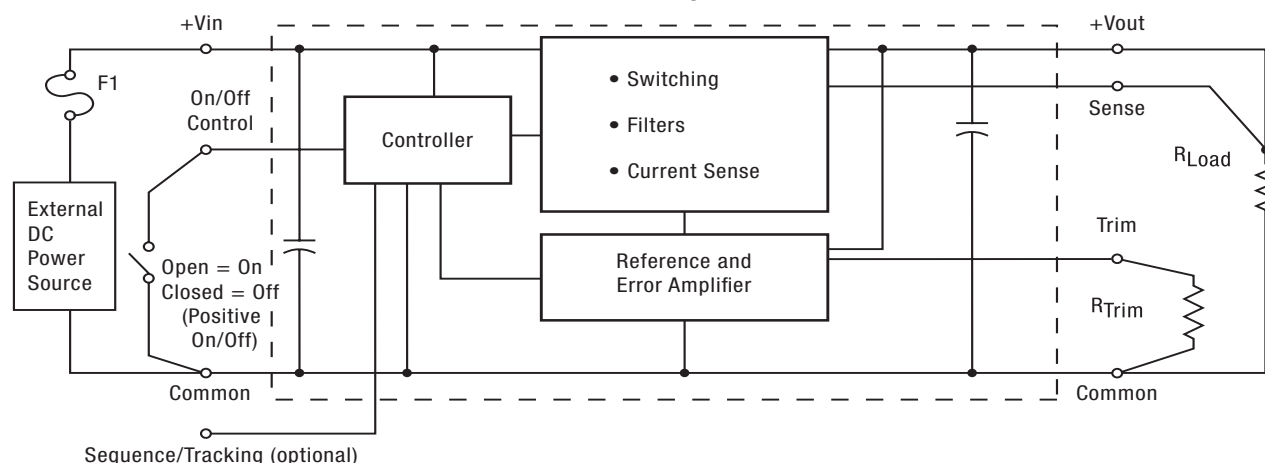 +Vin
+Vout
F1
On/Off
Control
• Switching
• Filters
• Current Sense
Sense
Controller
RLoad
External
DC
Power
Source
Open = On
Closed = Off
(Positive
On/Off)
Reference and
Error Amplifier
Trim
RTrim
Common
Common
Sequence/Tracking (optional)